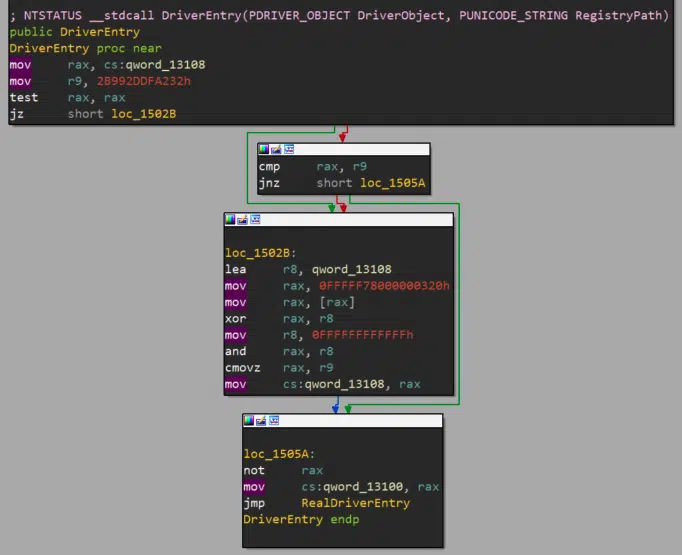 ; NTSTATUS __stdcall DriverEntry(PDRIVER_OBJECT DriverObject, PUNICODE_STRING RegistryPath)
public DriverEntry
DriverEntry proc near
mov rax, cs:qword_13108
mov r9, 2B992DDFA232h
test rax, rax
jz short loc_1502B
cmp rax, r9
jnz short loc_1505A
loc_1502B:
lea r8, qword_13108
mov rax, 0FFFFF78000000320h
mov rax, [rax]
xor rax, r8
mov r8, 0FFFFFFFFFFFFh
and rax, r8
cmovz rax, r9
mov cs:qword_13108, rax
loc_1505A:
not rax
mov cs:qword_13100, rax
jmp RealDriverEntry
DriverEntry endp